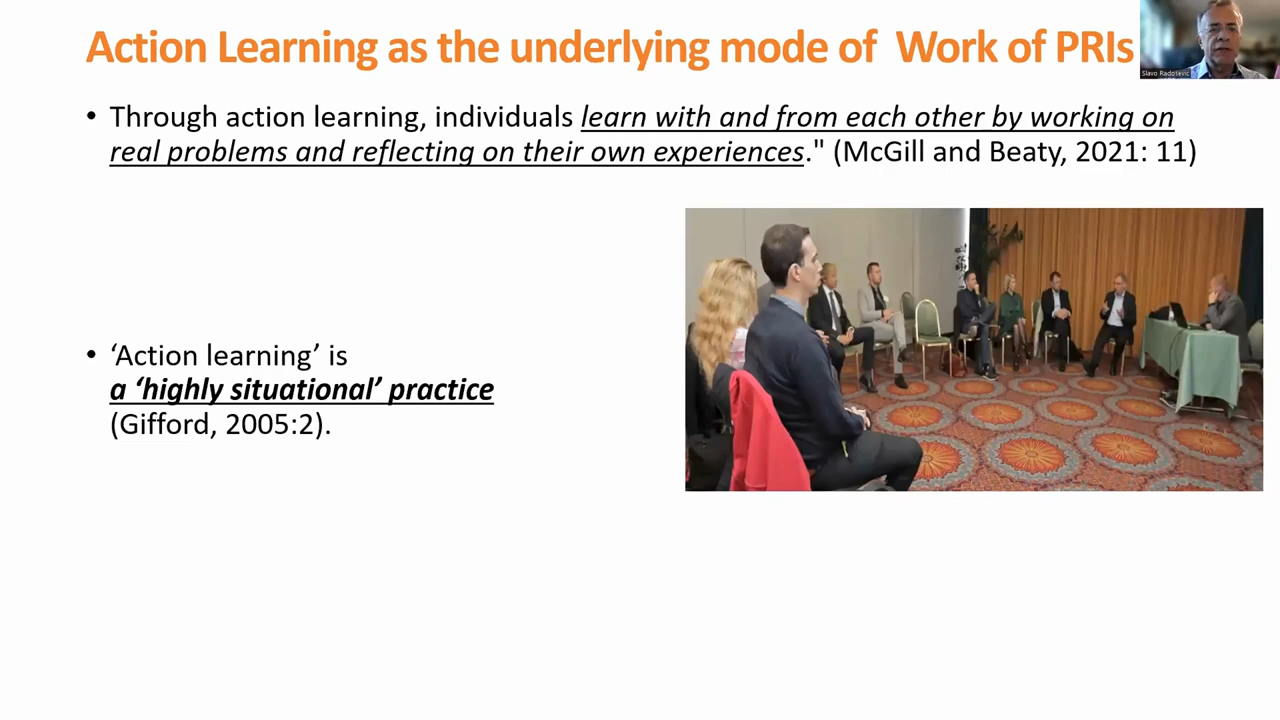 Action Learning as the underlying mode of  Work of PRIs
Slavo Radosevic
• Through action learning, individuals learn with and from each other by working on
real problems and reflecting on their own experiences." (McGill and Beaty, 2021: 11)
• ‘Action learning’ is
a ‘highly situational’ practice
(Gifford, 2005:2).